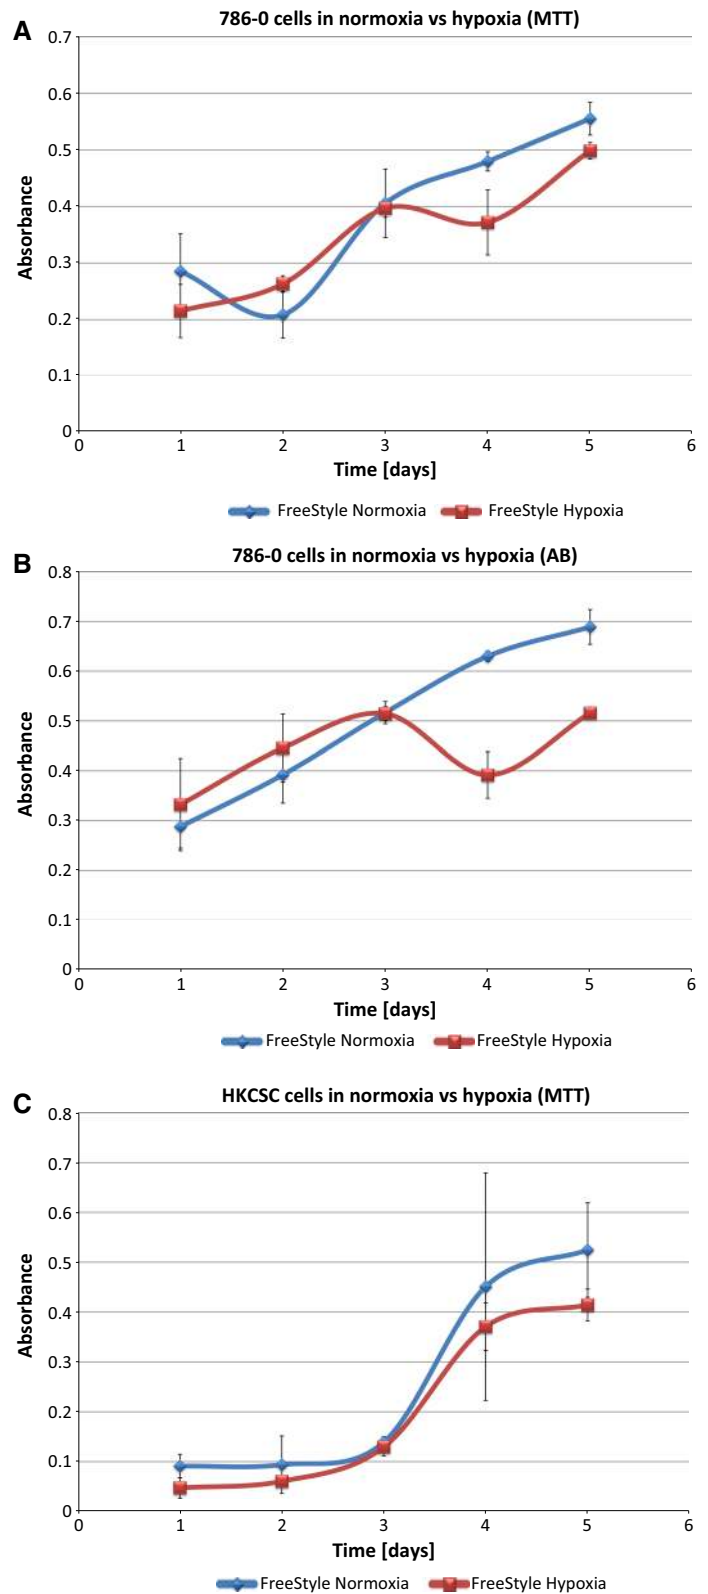 A
786-0 cells in normoxia vs hypoxia (MTT)
0.7
0.6
0.5
0.4
0.3
0.2
0.1
0
Absorbance
0 1 2 3 4 5 6
Time [days]
FreeStyle Normoxia FreeStyle Hypoxia
B
786-0 cells in normoxia vs hypoxia (AB)
0.8
0.7
0.6
0.5
0.4
0.3
0.2
0.1
0
Absorbance
0 1 2 3 4 5 6
Time [days]
FreeStyle Normoxia FreeStyle Hypoxia
C
HKCSC cells in normoxia vs hypoxia (MTT)
0.8
0.7
0.6
0.5
0.4
0.3
0.2
0.1
0
Absorbance
0 1 2 3 4 5 6
Time [days]
FreeStyle Normoxia FreeStyle Hypoxia